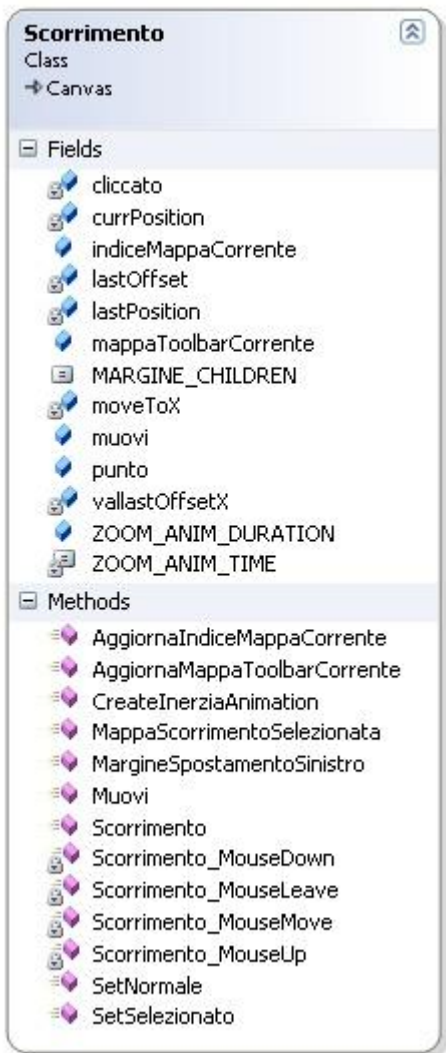 Scorrimento
Class
Canvas
Fields
cliccato
currPosition
indiceMappaCorrente
lastOffset
lastPosition
mappaToolbarCorrente
MARGINE_CHILDREN
moveToX
muovi
punto
vallastOffsetX
ZOOM_ANIM_DURATION
ZOOM_ANIM_TIME
Methods
AggiornaIndiceMappaCorrente
AggiornaMappaToolbarCorrente
CreateInerziaAnimation
MappaScorrimentoSelezionata
MargineSpostamentoSinistro
Muovi
Scorrimento
Scorrimento_MouseDown
Scorrimento_MouseLeave
Scorrimento_MouseMove
Scorrimento_MouseUp
SetNormale
SetSelezionato